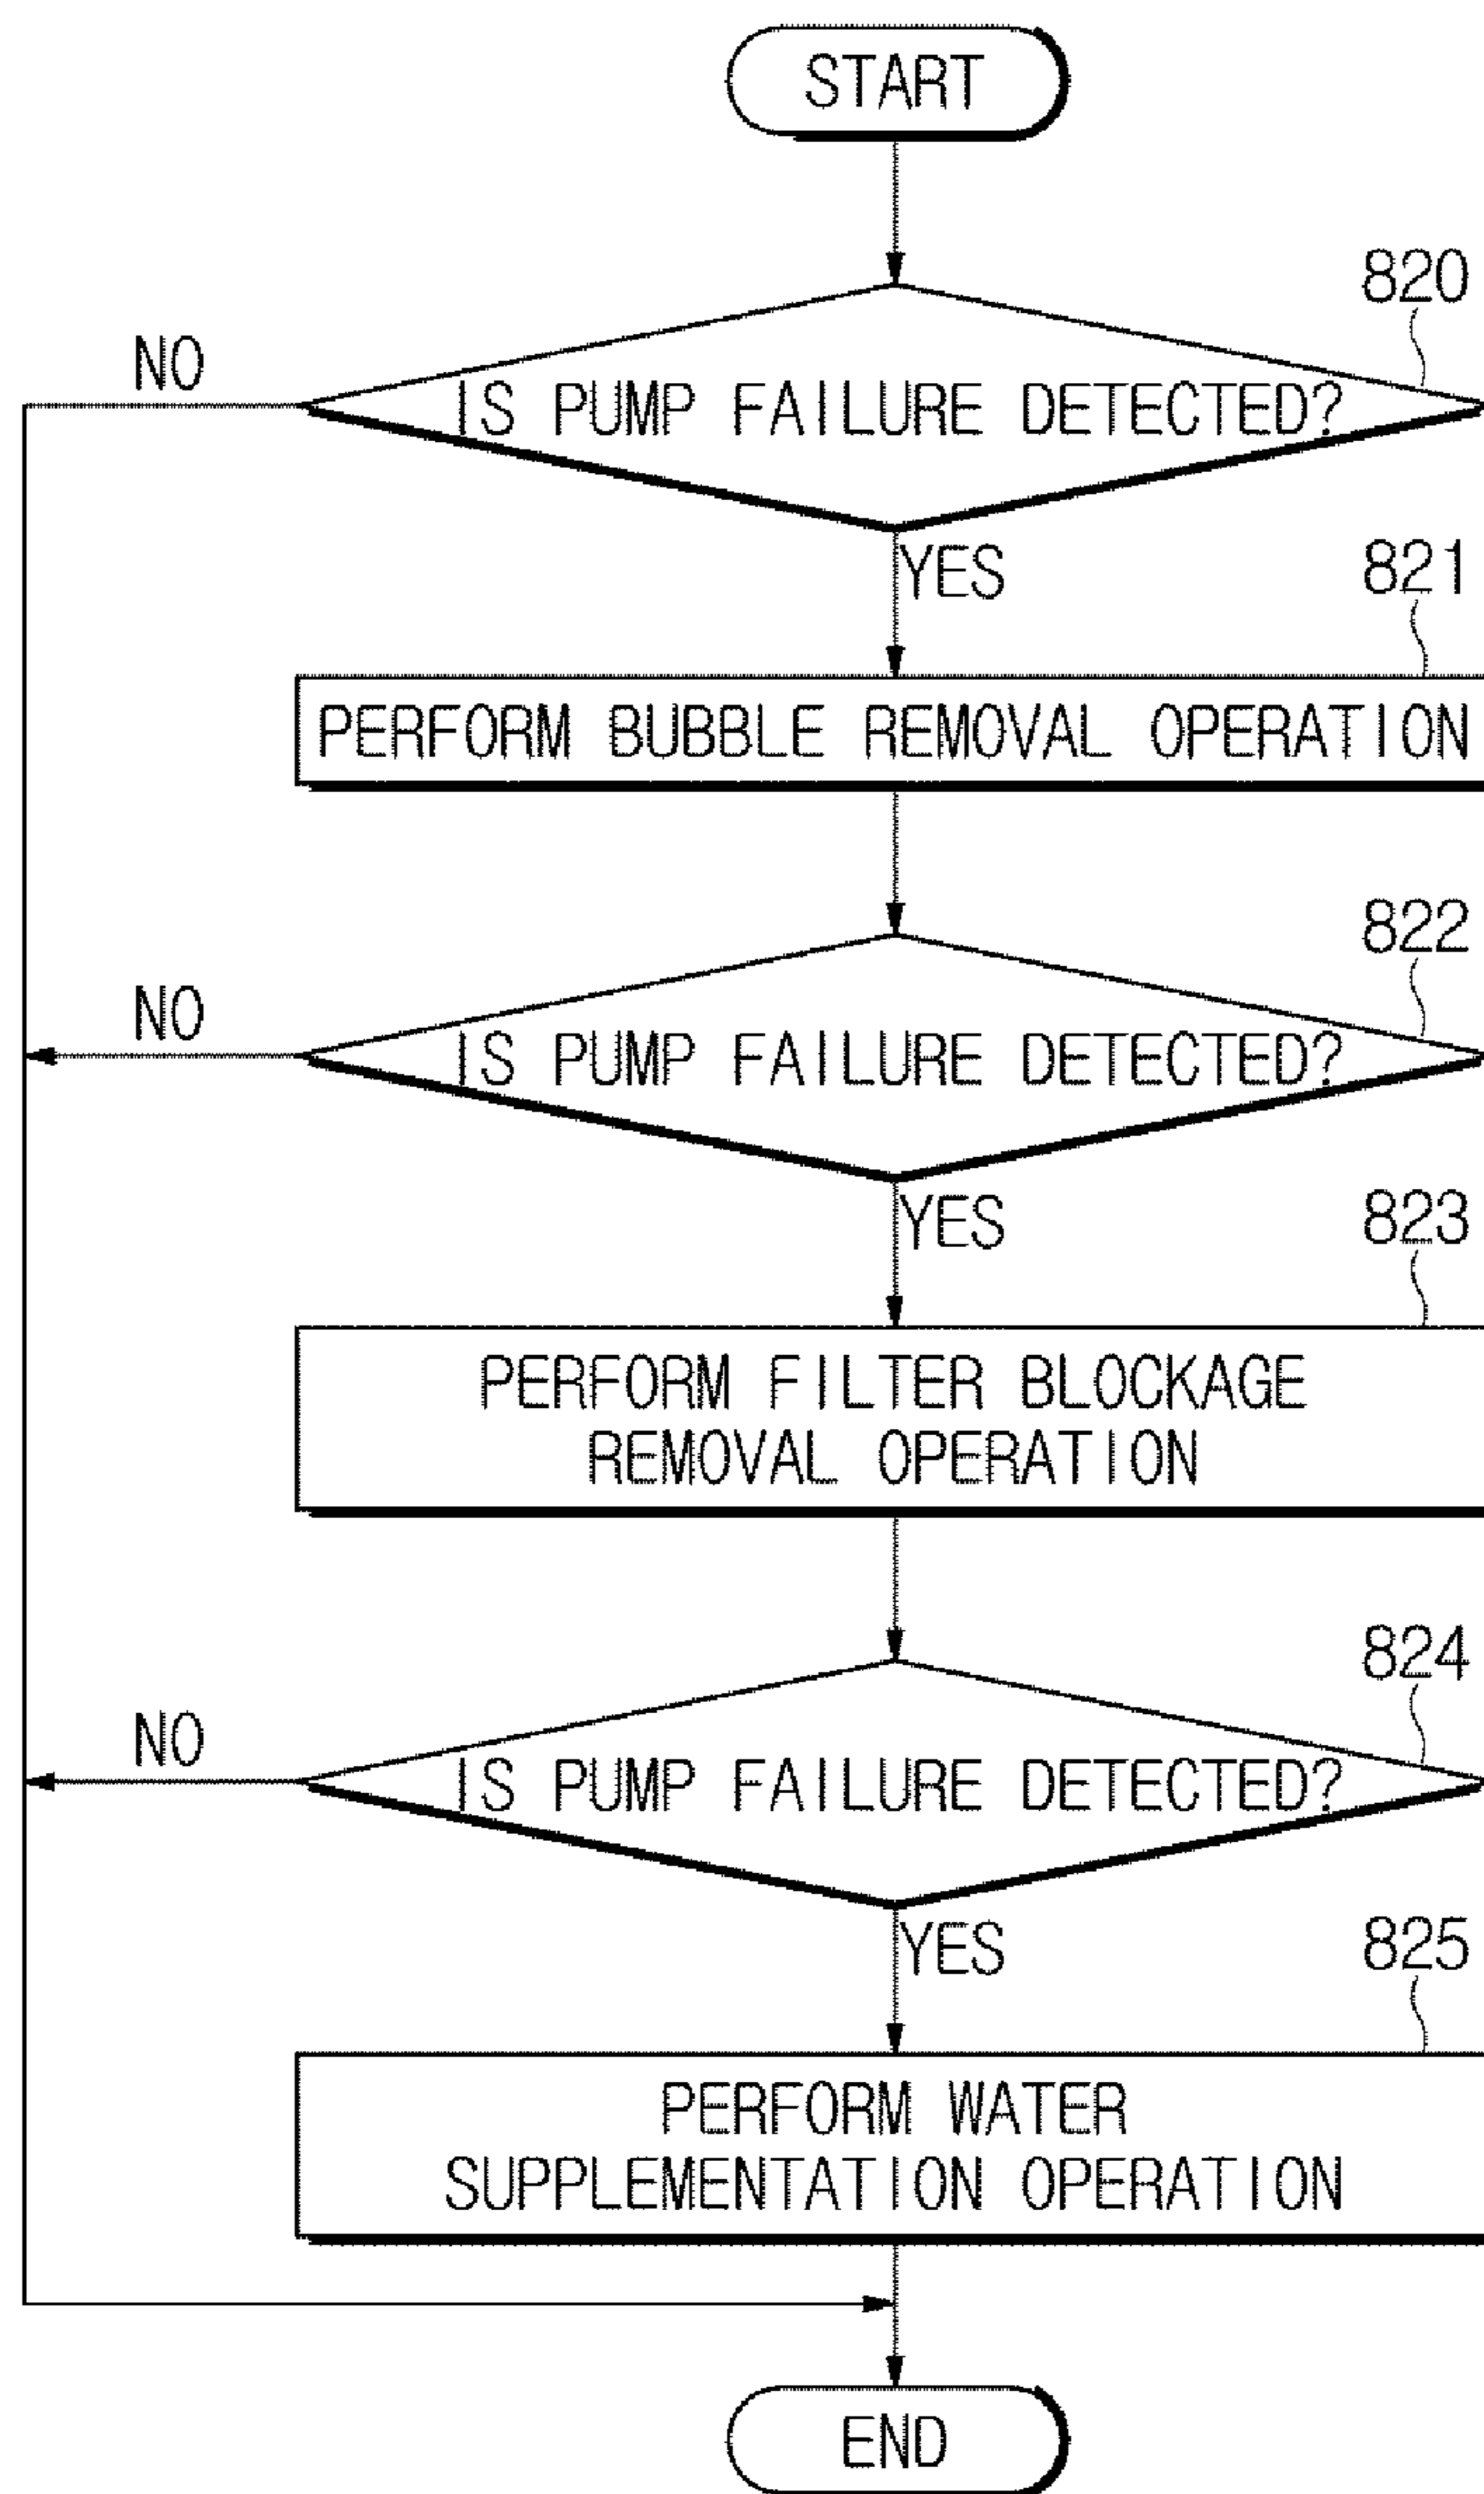 START
820
NO
IS PUMP FAILURE DETECTED?
YES
821
PERFORM BUBBLE REMOVAL OPERATION
822
NO
IS PUMP FAILURE DETECTED?
YES
823
PERFORM FILTER BLOCKAGE
REMOVAL OPERATION
824
NO
IS PUMP FAILURE DETECTED?
YES
825
PERFORM WATER
SUPPLEMENTATION OPERATION
END